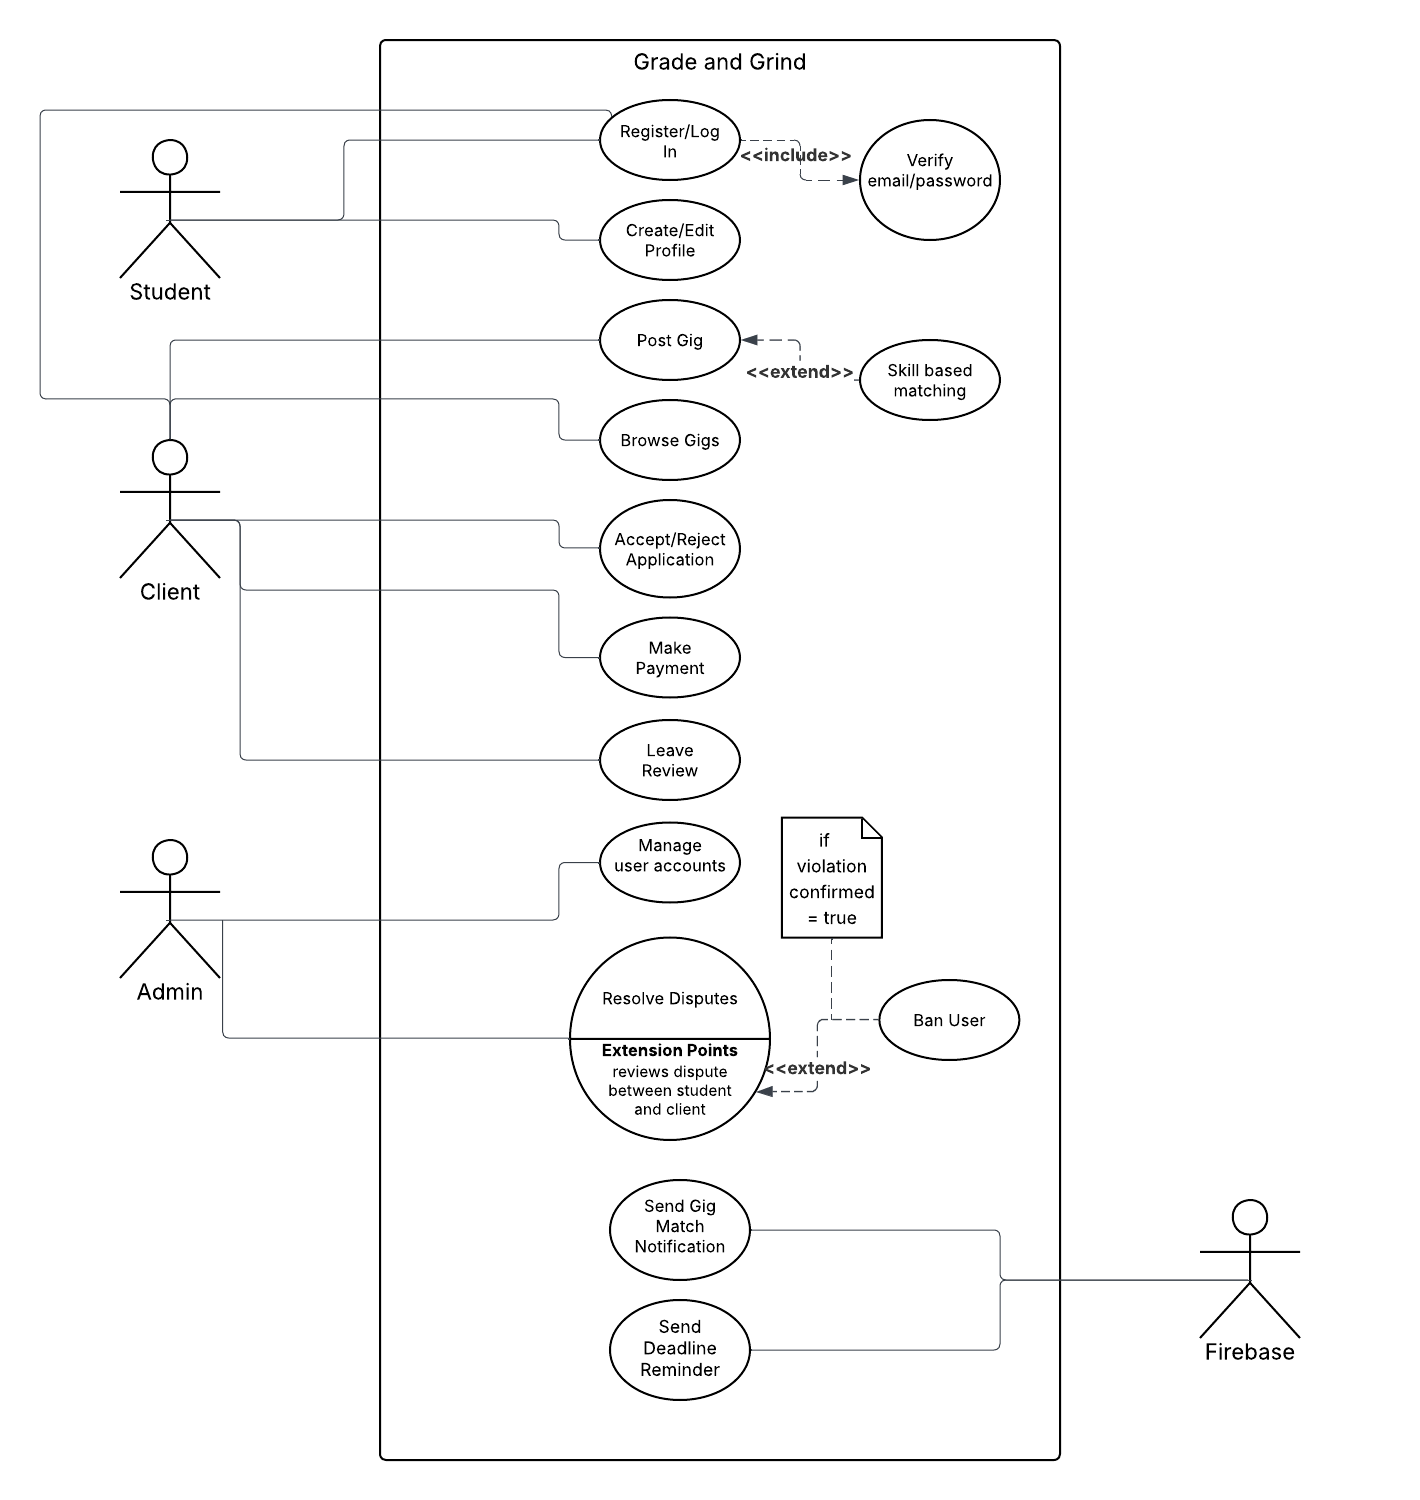 Grade and Grind
Register/Log
In
<<include>>
Verify
email/password
Create/Edit
Profile
Student
Post Gig
<<extend>>
Skill based
matching
Browse Gigs
Accept/Reject
Application
Client
Make
Payment
Leave
Review
Manage
user accounts
if
violation
confirmed
= true
Admin
Resolve Disputes
Extension Points
reviews dispute
between student
and client
<<extend>>
Ban User
Send Gig
Match
Notification
Send
Deadline
Reminder
Firebase